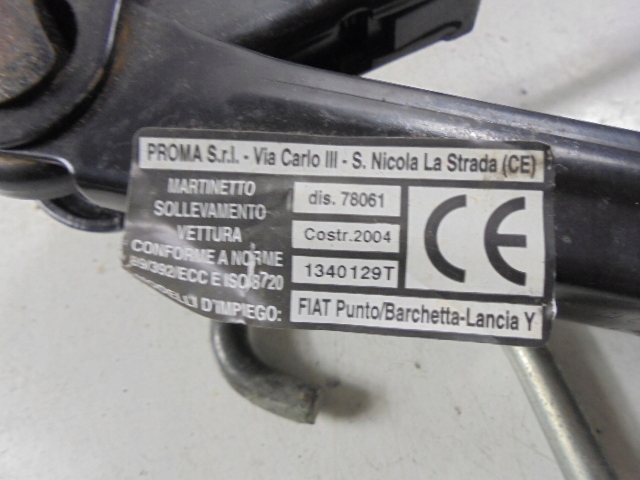 PROMA S.r.l. - Via Carlo III - S. Nicola La Strada (CE)
MARTINETTO
SOLLEVAMENTO
VETTURA
CONFORME A NORME
89/392/ECC E ISO 8720
D'IMPIEGO:
dis. 78061
Costr.2004
1340129T
FIAT Punto/Barchetta-Lancia Y
CE